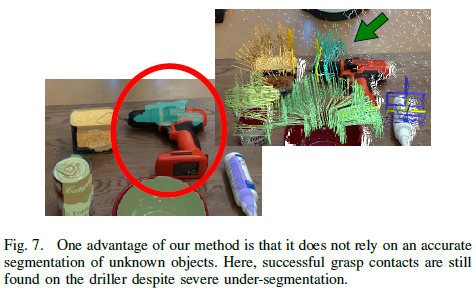 Fig. 7. One advantage of our method is that it does not rely on an accurate
segmentation of unknown objects. Here, successful grasp contacts are still
found on the driller despite severe under-segmentation.